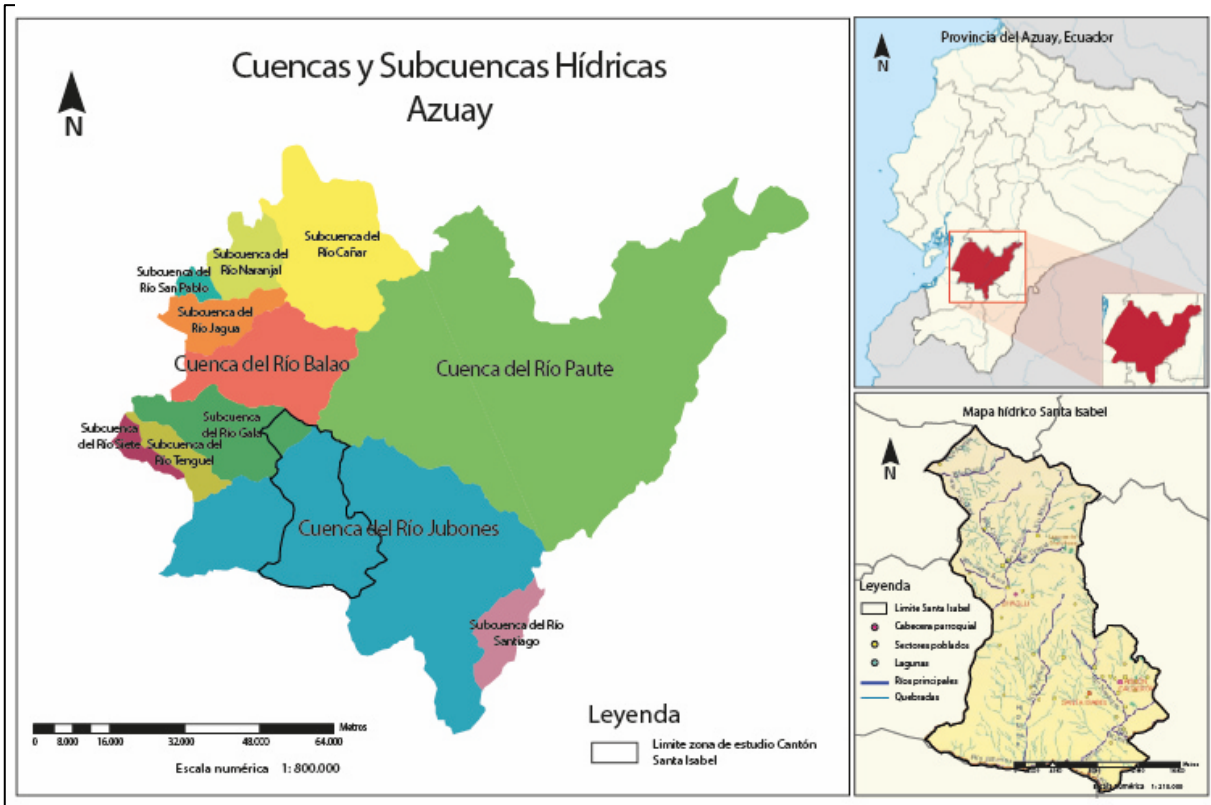 Cuencas y Subcuencas Hídricas
Azuay
N
Subcuenca del
Río Cañar
Subcuenca del
Río Naranjal
Subcuenca del
Río San Pablo
Subcuenca del
Río Jagua
Cuenca del Río Balao
Cuenca del Río Paute
Subcuenca
del Río Gala
Subcuenca
del Río Siete
Subcuenca del
Río Tenguel
Cuenca del Río Jubones
Subcuenca del Río
Santiago
Metros
0 8.000 16.000 32.000 48.000 64.000
Escala numérica 1: 800.000
Leyenda
Limite zona de estudio Cantón
Santa Isabel
Provincia del Azuay, Ecuador
N
Mapa hídrico Santa Isabel
N
Leyenda
Limite Santa Isabel
Cabecera parroquial
Sectores poblados
Lagunas
Ríos principales
Quebradas
Escala numérica